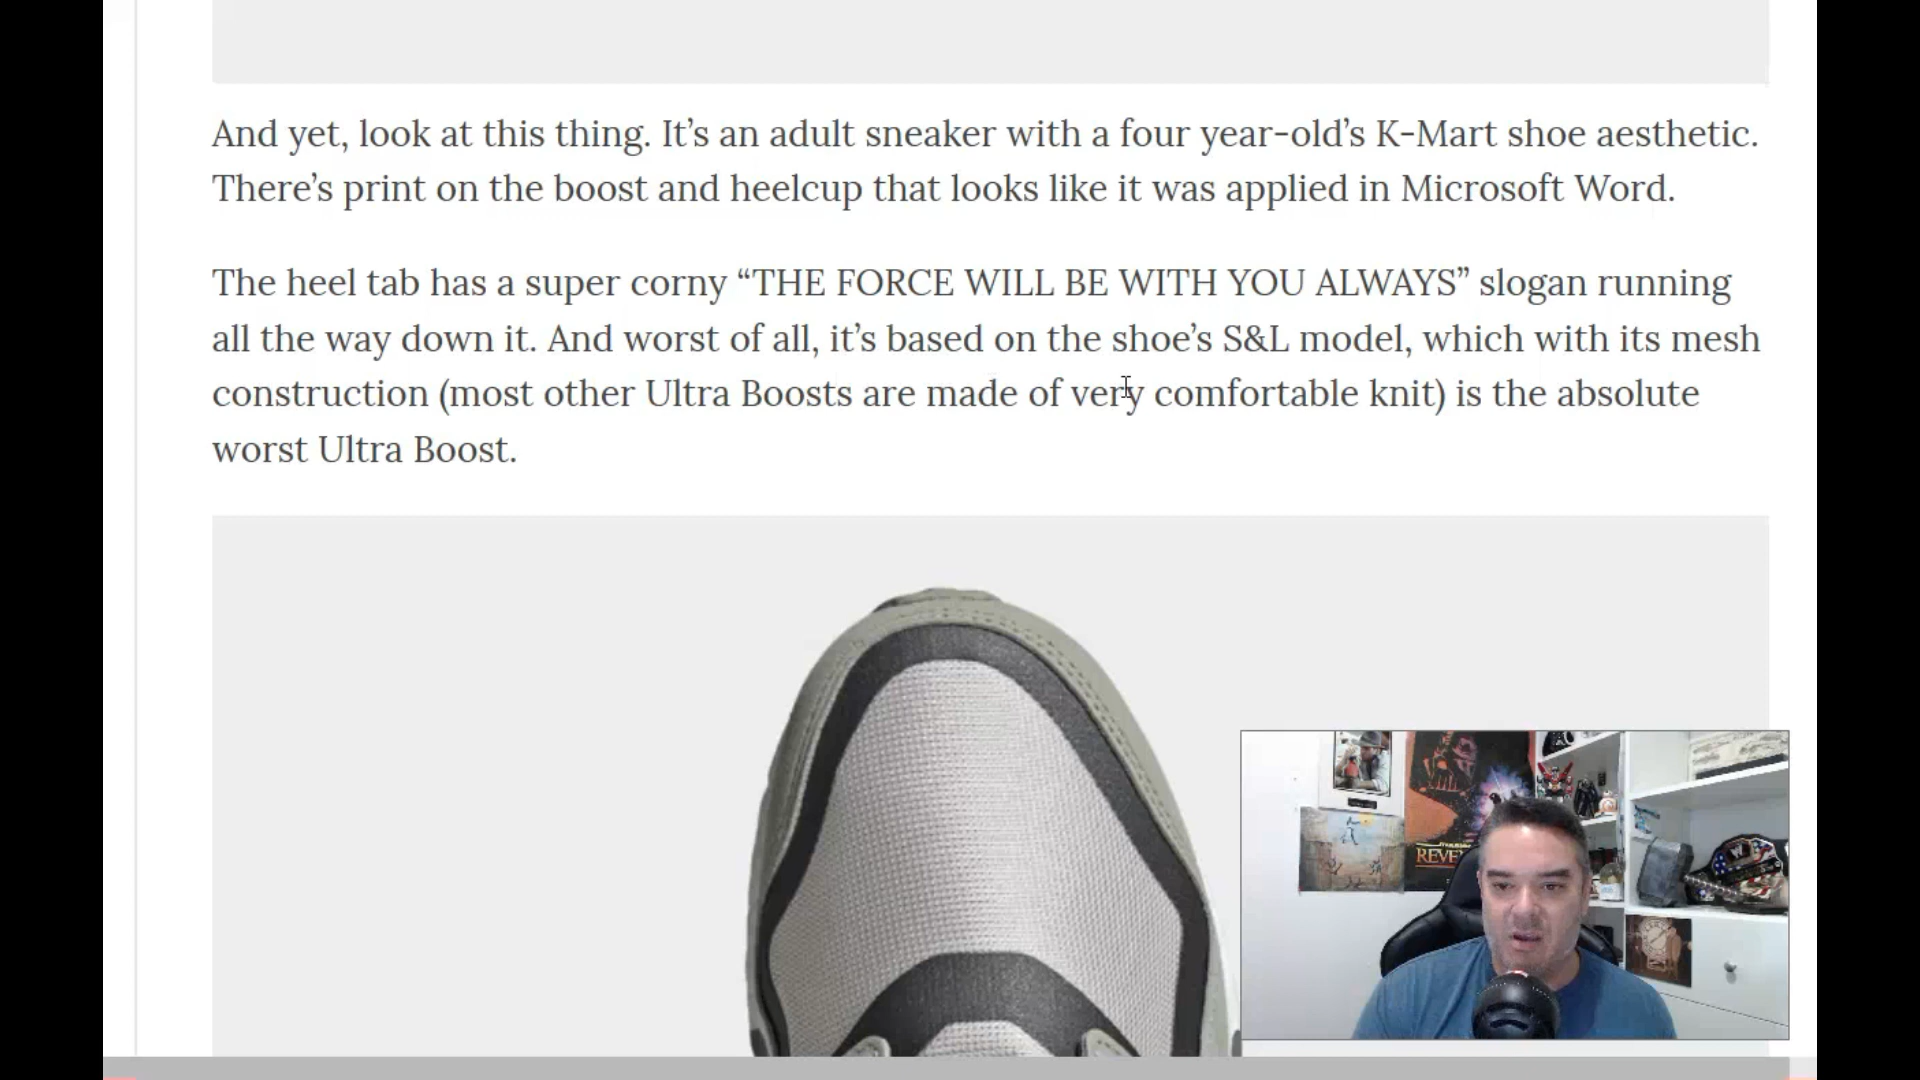 And yet, look at this thing. It’s an adult sneaker with a four year-old’s K-Mart shoe aesthetic.
There’s print on the boost and heelcup that looks like it was applied in Microsoft Word.
The heel tab has a super corny “THE FORCE WILL BE WITH YOU ALWAYS” slogan running
all the way down it. And worst of all, it’s based on the shoe’s S&L model, which with its mesh
construction (most other Ultra Boosts are made of very comfortable knit) is the absolute
worst Ultra Boost.